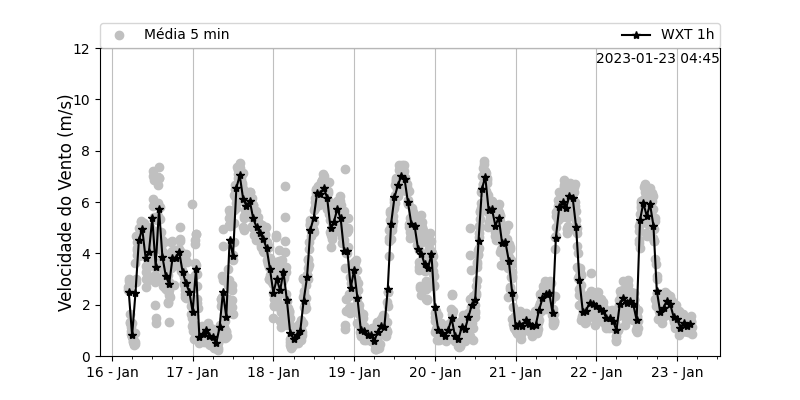 Média 5 min
WXT 1h
2023-01-23 04:45
Velocidade do Vento (m/s)
12
10
8
6
4
2
0
16 - Jan
17 - Jan
18 - Jan
19 - Jan
20 - Jan
21 - Jan
22 - Jan
23 - Jan